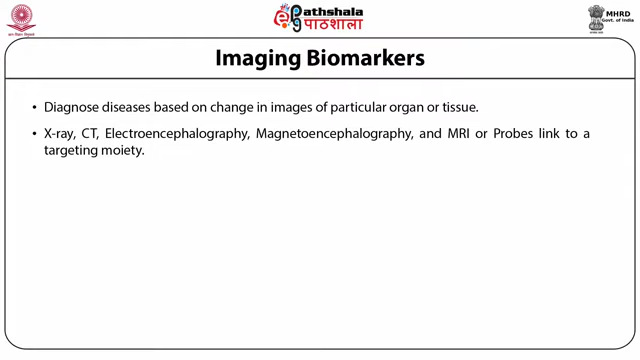 ePathshala
पाठशाला
MHRD
Govt. of India
Imaging Biomarkers
• Diagnose diseases based on change in images of particular organ or tissue.
• X-ray, CT, Electroencephalography, Magnetoencephalography, and MRI or Probes link to a
targeting moiety.